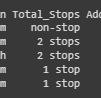 n Total_Stops Add
m non-stop
m 2 stops
h 2 stops
m 1 stop
m 1 stop